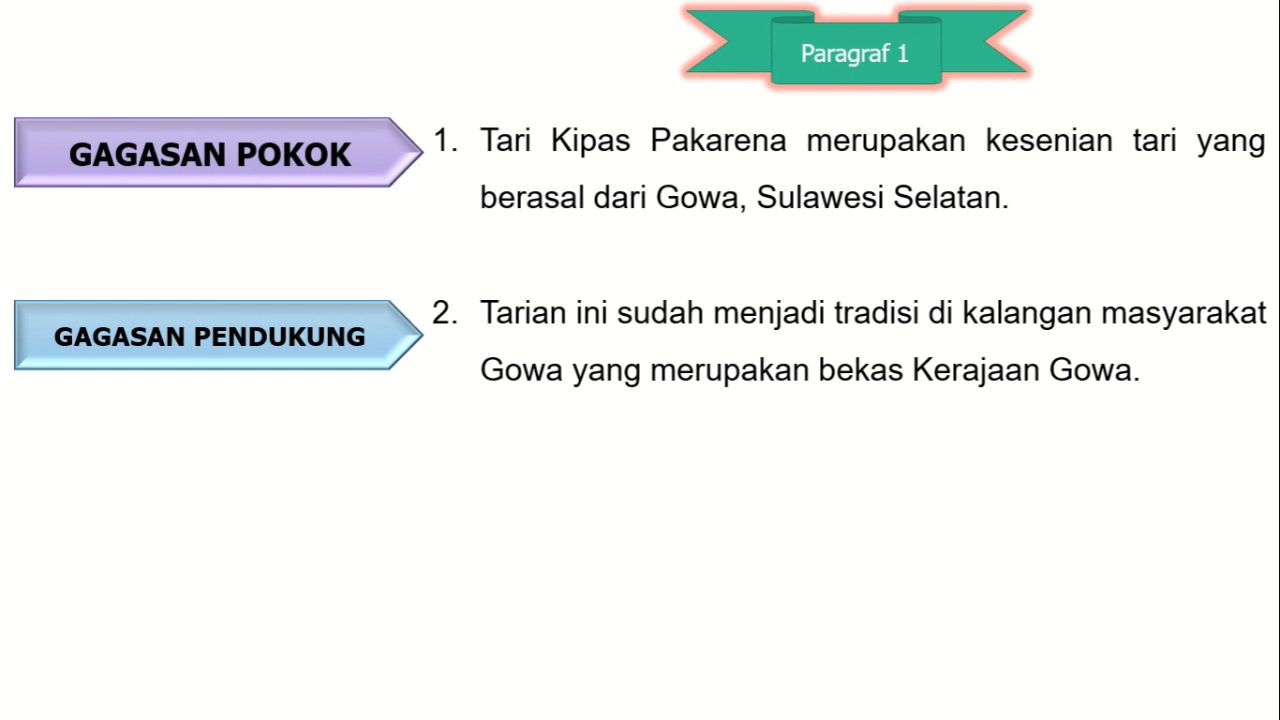 Paragraf 1
GAGASAN POKOK
1. Tari Kipas Pakarena merupakan kesenian tari yang
berasal dari Gowa, Sulawesi Selatan.
GAGASAN PENDUKUNG
2. Tarian ini sudah menjadi tradisi di kalangan masyarakat
Gowa yang merupakan bekas Kerajaan Gowa.